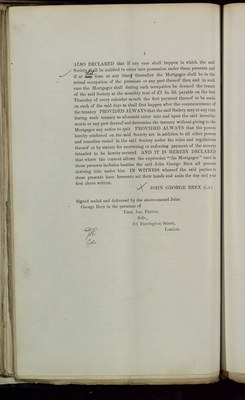 4
ALSO DECLARED that if any case shall happen in which the said
Society shall be entitled to enter into possession under these presents and
if at any time or any time thereafter the Mortgagor shall be in the
actual occupation of the premises or any part thereof then and in such
case the Mortgagor shall during such occupation be deemed the tenant
of the said Society at the monthly rent of £2 8s. 6d. payable on the first
Thursday of every calendar month the first payment thereof to be made
on such of the said days as shall first happen after the commencement of
the tenancy PROVIDED ALWAYS that the said Society may at any time
during such tenancy as aforesaid enter into and upon the said heredita-
ments or any part thereof and determine the tenancy without giving to the
Mortgagor any notice to quit PROVIDED ALWAYS that the powers
hereby conferred on the said Society are in addition to all other powers
and remedies vested in the said Society under the rules and regulations
thereof or by statute for recovering or enforcing payment of the moneys
intended to be hereby secured AND IT IS HEREBY DECLARED
that where the context allows the expression "the Mortgagor" used in
these presents includes besides the said John George Brex all persons
deriving title under him IN WITNESS whereof the said parties to
these presents have hereunto set their hands and seals the day and year
first above written.
JOHN GEORGE BREX (L.S.)
Signed sealed and delivered by the above-named John
George Brex in the presence of
Solr.,
Farringdon Street,
London.